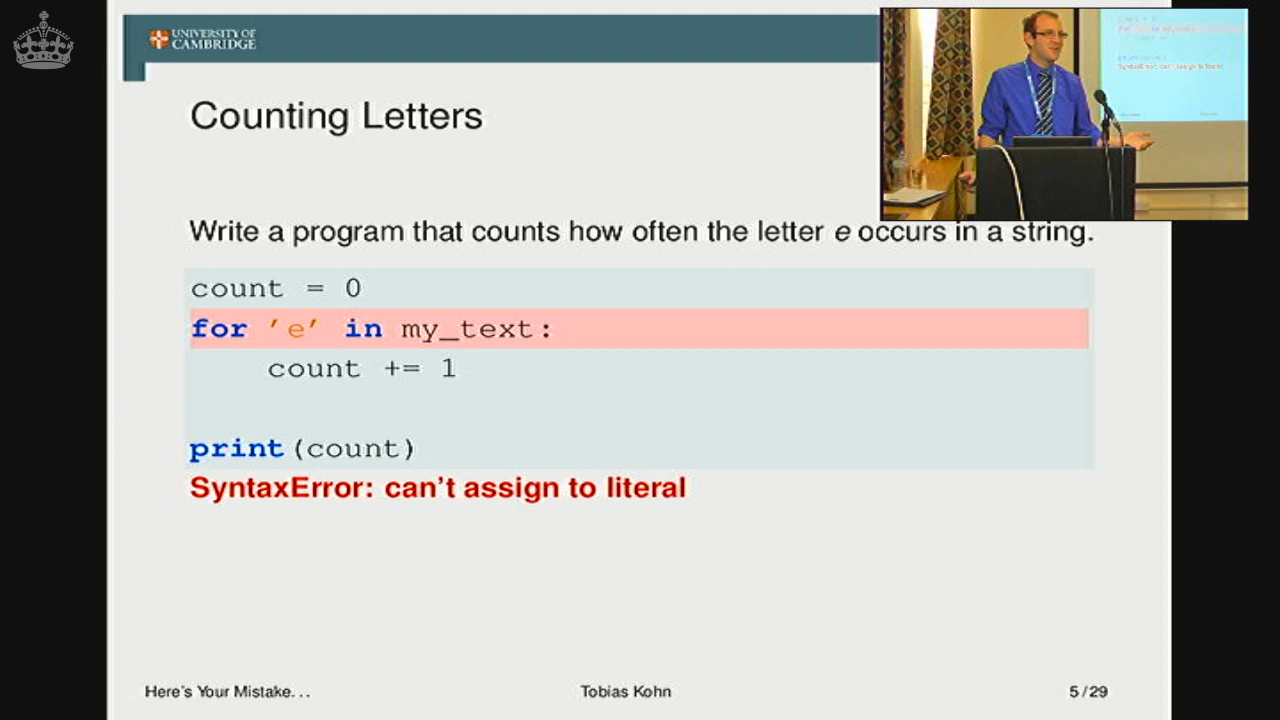 UNIVERSITY OF
CAMBRIDGE
Counting Letters
Write a program that counts how often the letter e occurs in a string.
count = 0
for 'e' in my_text:
    count += 1
print(count)
SyntaxError: can't assign to literal
Here's Your Mistake. . .
Tobias Kohn
5 / 29